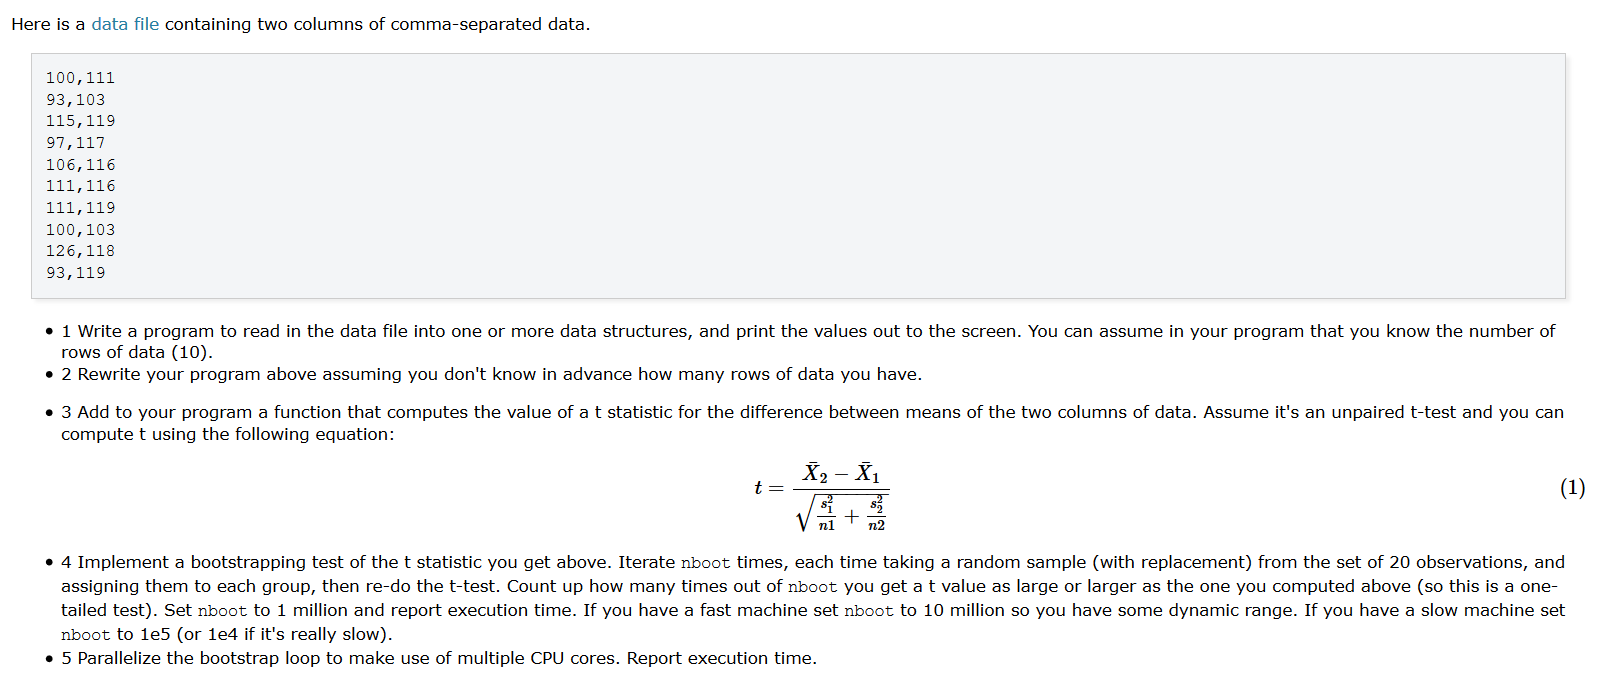 Here is a data file containing two columns of comma-separated data.
100,111
93,103
115,119
97,117
106,116
111,116
111,119
100,103
126,118
93,119
• 1 Write a program to read in the data file into one or more data structures, and print the values out to the screen. You can assume in your program that you know the number of
rows of data (10).
• 2 Rewrite your program above assuming you don't know in advance how many rows of data you have.
• 3 Add to your program a function that computes the value of a t statistic for the difference between means of the two columns of data. Assume it's an unpaired t-test and you can
compute t using the following equation:
t = \frac{\bar{X}_2 - \bar{X}_1}{\sqrt{\frac{s_1^2}{n1} + \frac{s_2^2}{n2}}} (1)
• 4 Implement a bootstrapping test of the t statistic you get above. Iterate nboot times, each time taking a random sample (with replacement) from the set of 20 observations, and
assigning them to each group, then re-do the t-test. Count up how many times out of nboot you get a t value as large or larger as the one you computed above (so this is a one-
tailed test). Set nboot to 1 million and report execution time. If you have a fast machine set nboot to 10 million so you have some dynamic range. If you have a slow machine set
nboot to 1e5 (or 1e4 if it's really slow).
• 5 Parallelize the bootstrap loop to make use of multiple CPU cores. Report execution time.